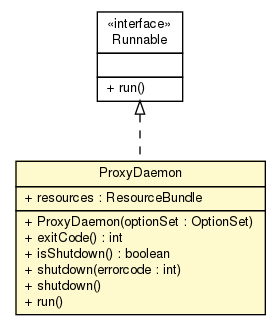 «interface»
Runnable
+ run()
ProxyDaemon
+ resources : ResourceBundle
+ ProxyDaemon(optionSet : OptionSet)
+ exitCode() : int
+ isShutdown() : boolean
+ shutdown(errorcode : int)
+ shutdown()
+ run()